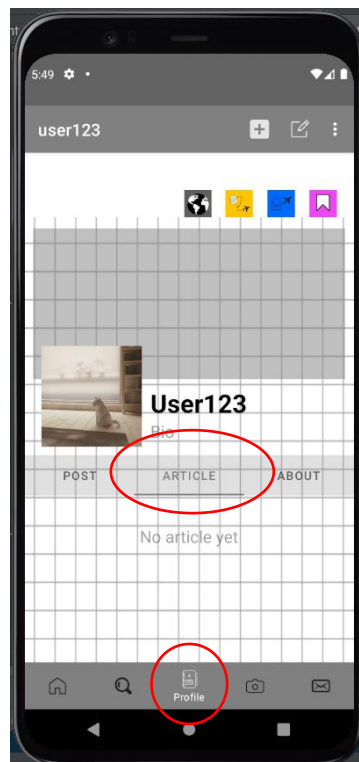 5:49
user123
User123
Bio
POST ARTICLE ABOUT
No article yet
Profile